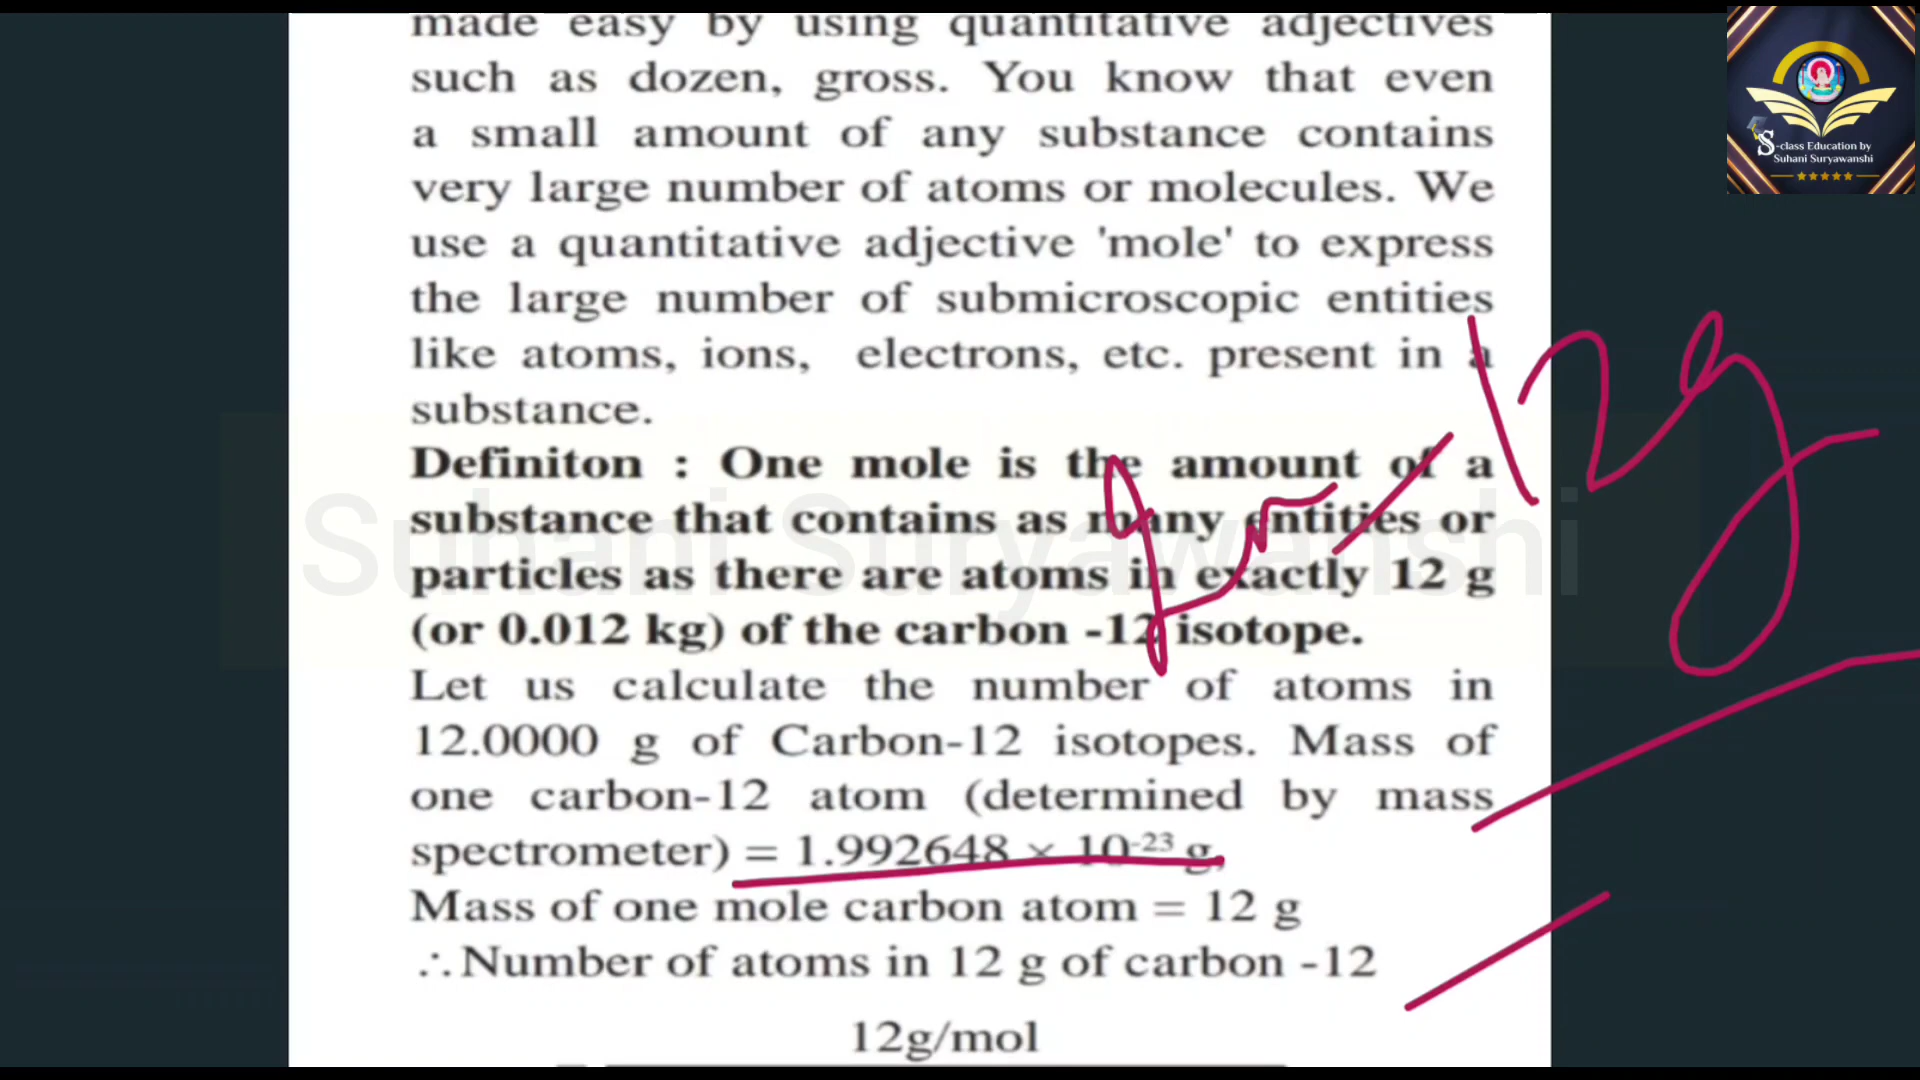 made easy by using quantitative adjectives
such as dozen, gross. You know that even
a small amount of any substance contains
very large number of atoms or molecules. We
use a quantitative adjective 'mole' to express
the large number of submicroscopic entities
like atoms, ions, electrons, etc. present in a
substance.
Definiton : One mole is the amount of a
substance that contains as many entities or
particles as there are atoms in exactly 12 g
(or 0.012 kg) of the carbon -12 isotope.
Let us calculate the number of atoms in
12.0000 g of Carbon-12 isotopes. Mass of
one carbon-12 atom (determined by mass
spectrometer) = 1.992648 × 10⁻²³ g,
Mass of one mole carbon atom = 12 g
∴ Number of atoms in 12 g of carbon -12
12g/mol
12g
S-class Education by
Suhani Suryawanshi
Suhani Suryawanshi